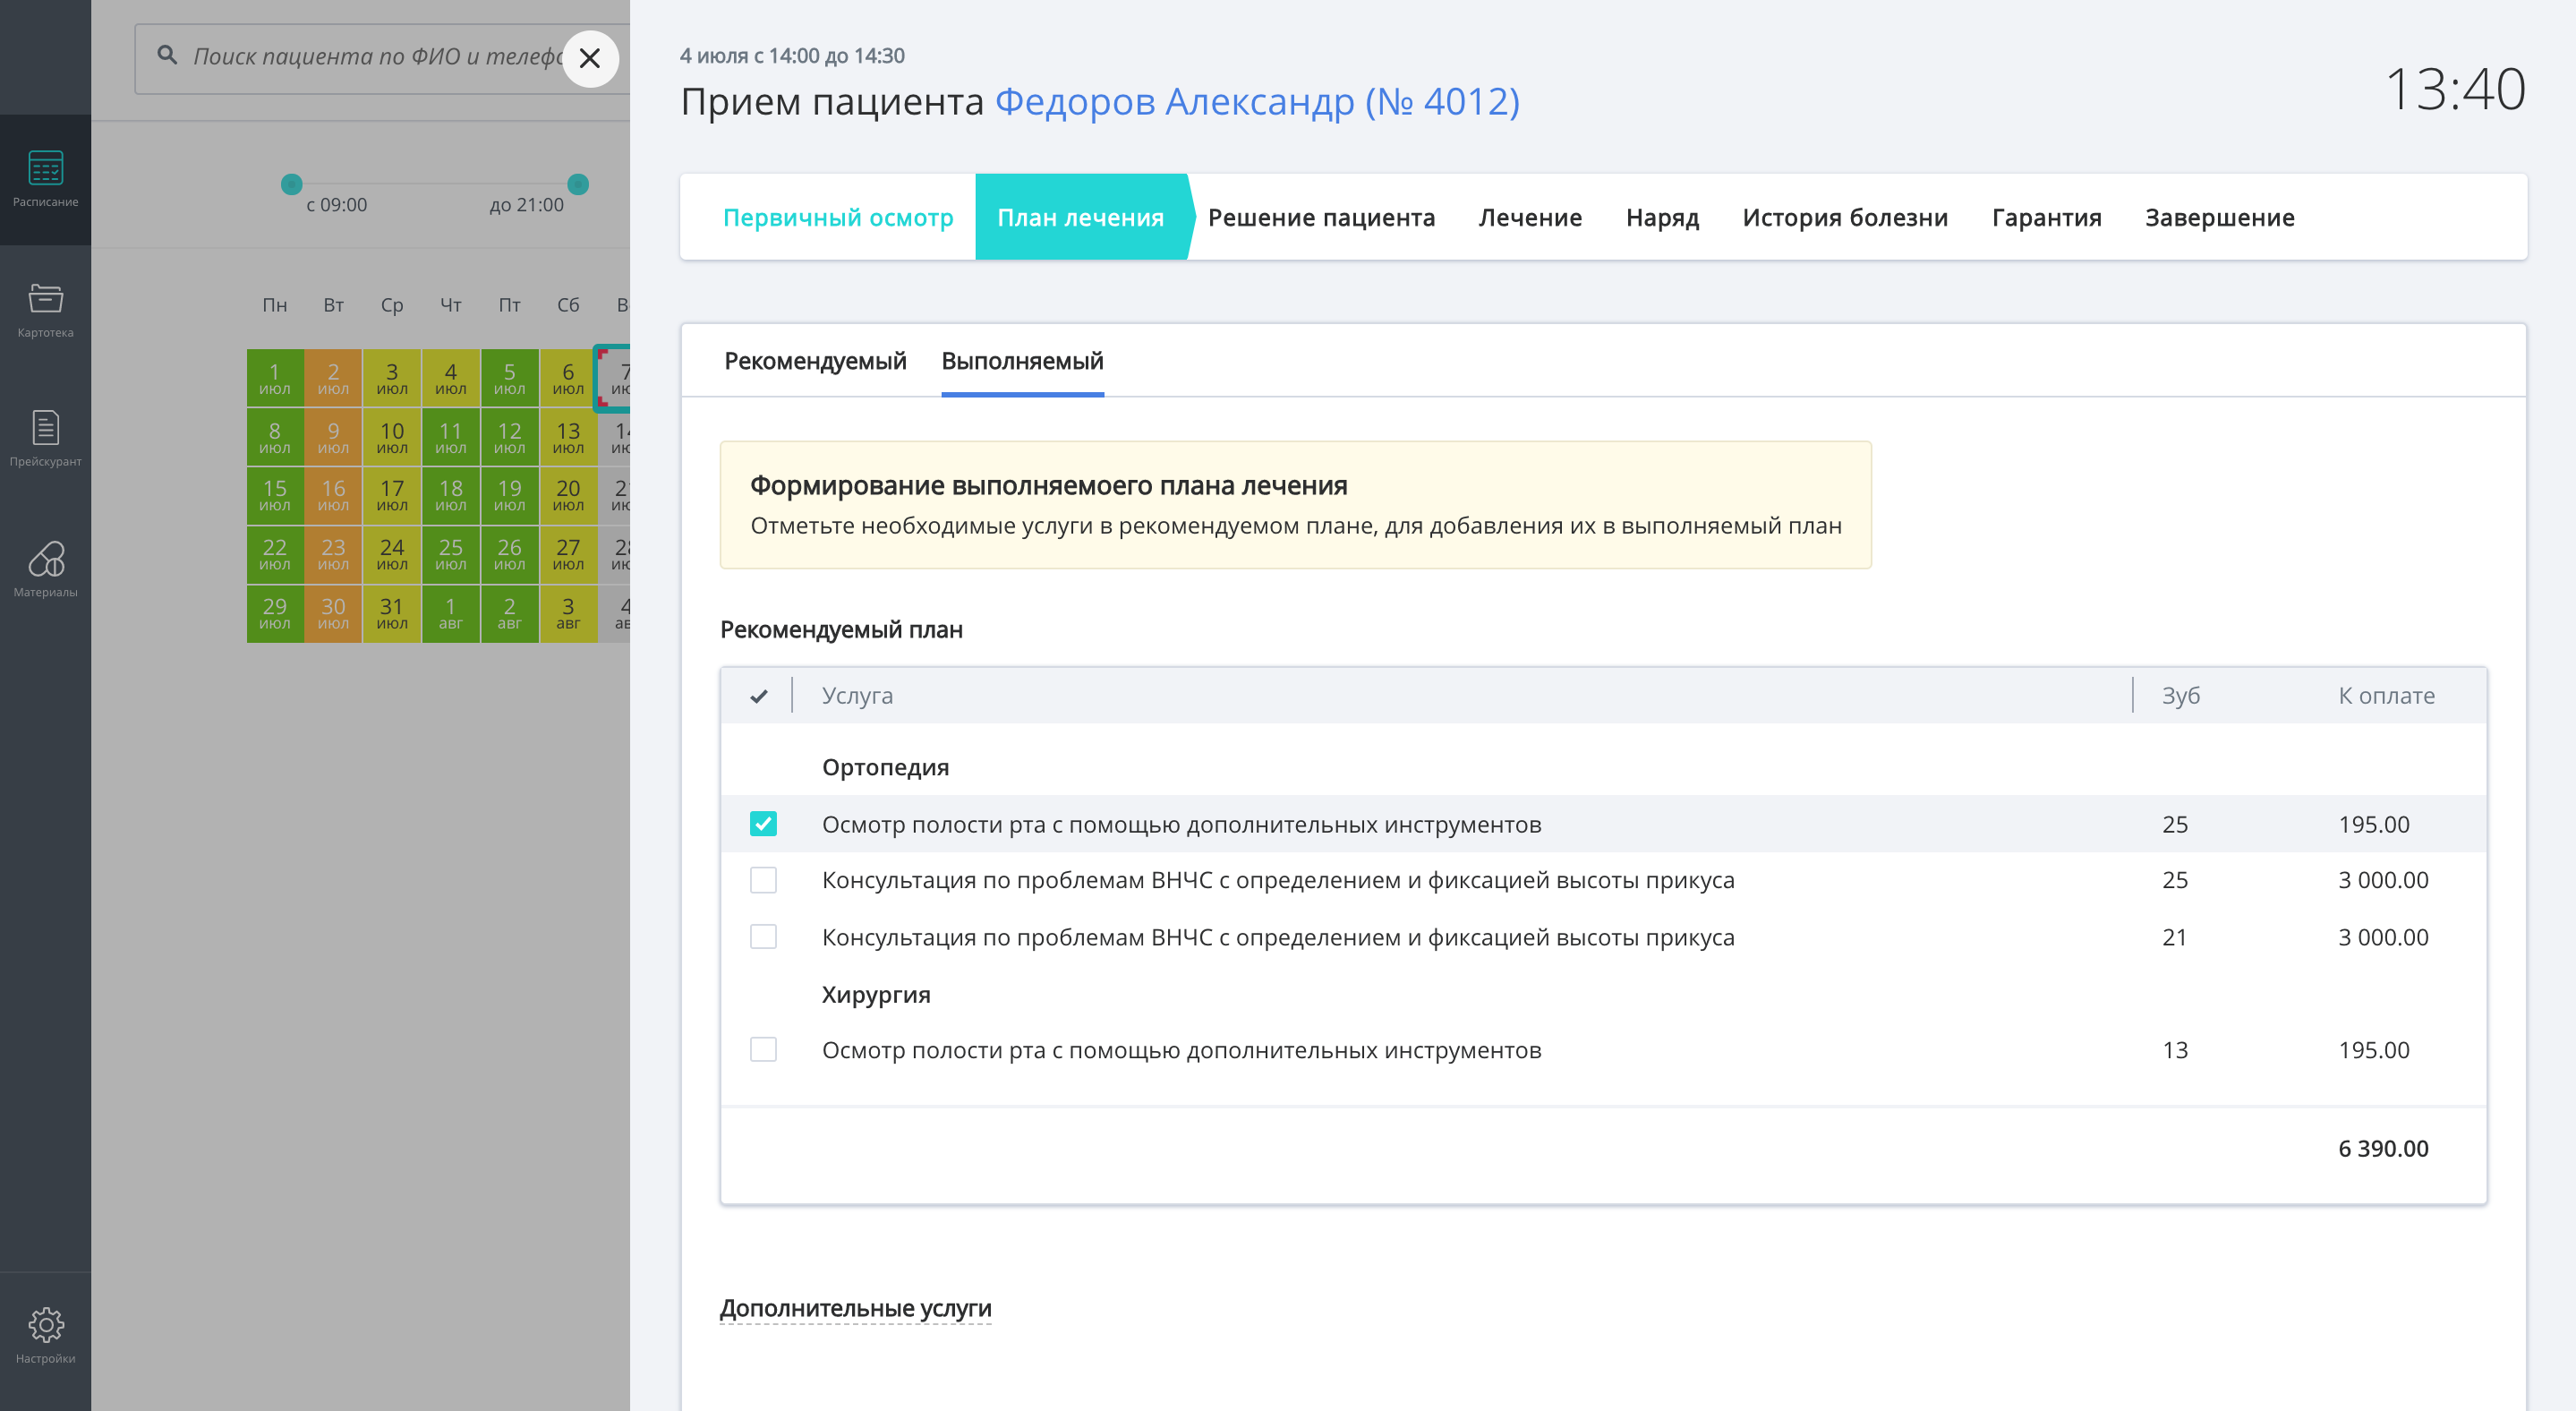 Расписание
Картотека
Прейскурант
Материалы
Настройки
Поиск пациента по ФИО и телефо
с 09:00 до 21:00
Пн Вт Ср Чт Пт Сб В
1 2 3 4 5 6 7
июл июл июл июл июл июл ию
8 9 10 11 12 13 14
июл июл июл июл июл июл ию
15 16 17 18 19 20 21
июл июл июл июл июл июл ию
22 23 24 25 26 27 28
июл июл июл июл июл июл ию
29 30 31 1 2 3 4
июл июл июл авг авг авг ав
4 июля с 14:00 до 14:30
Прием пациента Федоров Александр (№ 4012)
13:40
Первичный осмотр План лечения Решение пациента Лечение Наряд История болезни Гарантия Завершение
Рекомендуемый Выполняемый
Формирование выполняемоего плана лечения
Отметьте необходимые услуги в рекомендуемом плане, для добавления их в выполняемый план
Рекомендуемый план
Услуга Зуб К оплате
Ортопедия
Осмотр полости рта с помощью дополнительных инструментов 25 195.00
Консультация по проблемам ВНЧС с определением и фиксацией высоты прикуса 25 3 000.00
Консультация по проблемам ВНЧС с определением и фиксацией высоты прикуса 21 3 000.00
Хирургия
Осмотр полости рта с помощью дополнительных инструментов 13 195.00
6 390.00
Дополнительные услуги